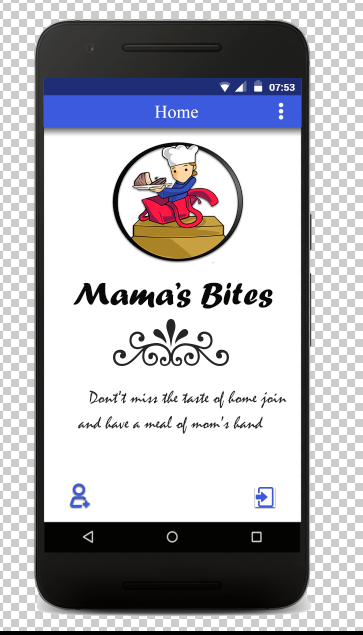 07:53
Home
Mama's Bites
Dont't miss the taste of home join
and have a meal of mom's hand